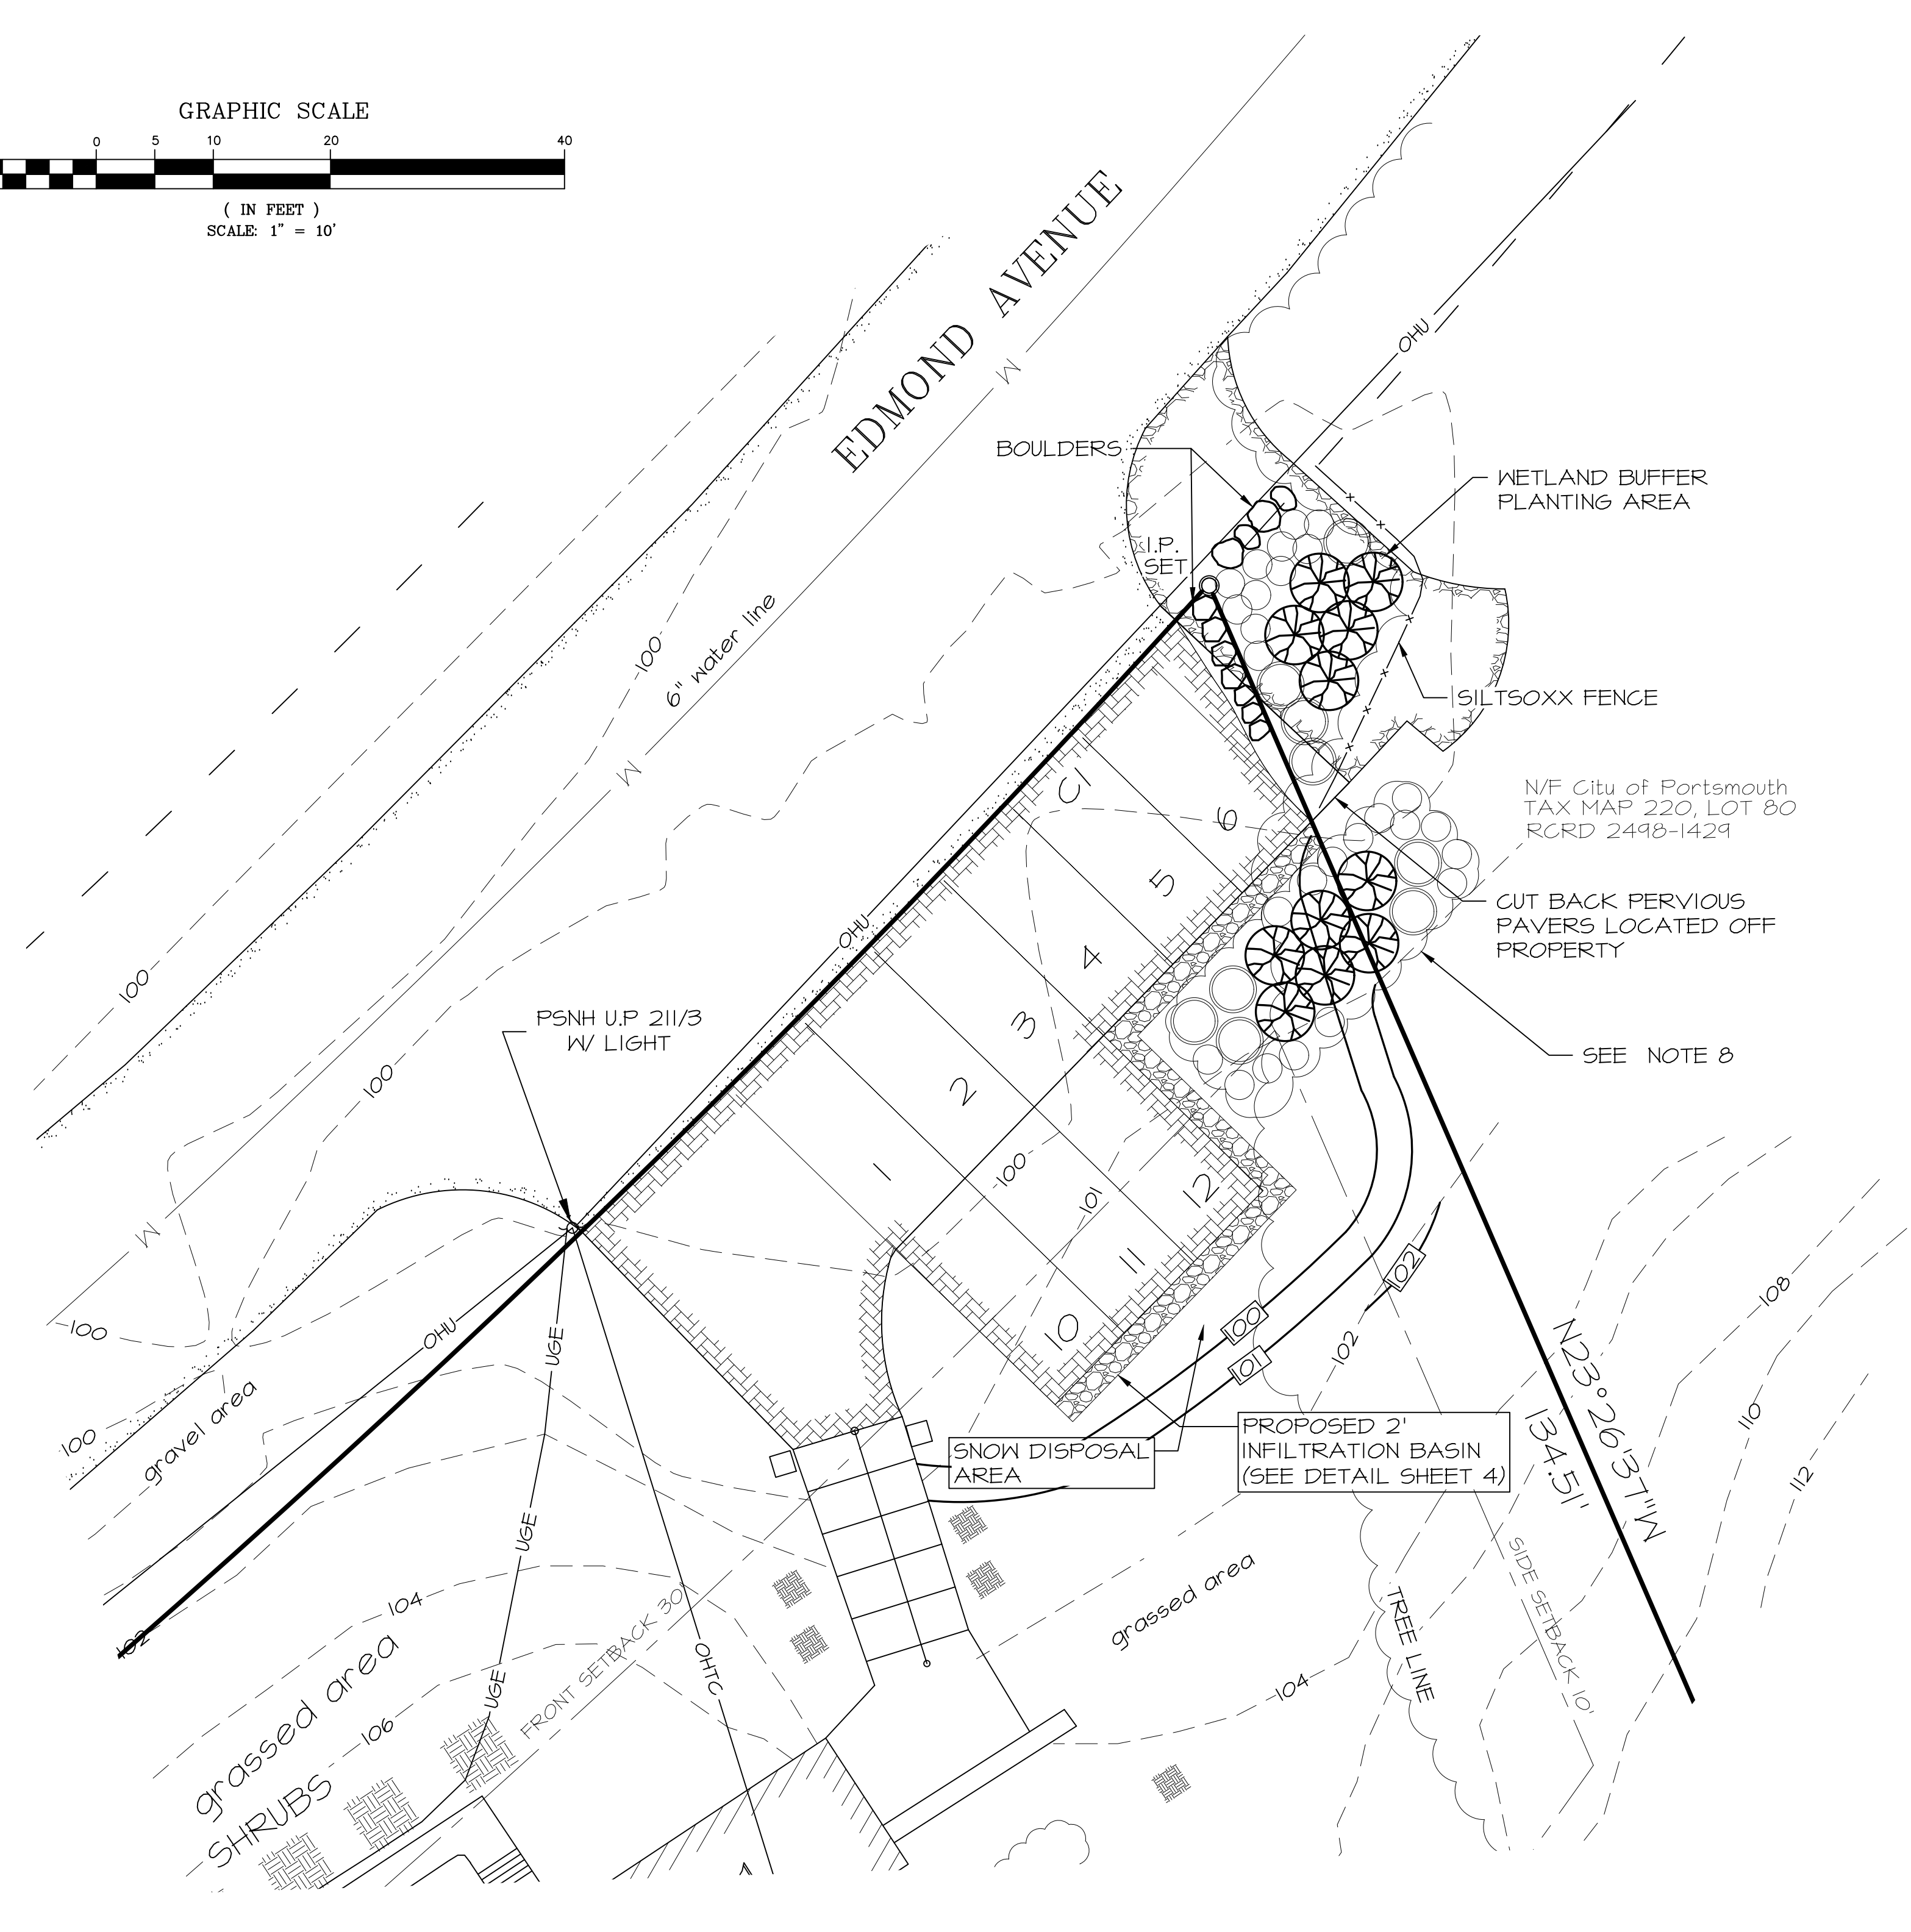 GRAPHIC SCALE
0 5 10 20 40
( IN FEET )
SCALE: 1" = 10'
EDMOND AVENUE
W
OHU
BOULDERS
WETLAND BUFFER
PLANTING AREA
I.P.
SET
6" water line
100
W
SILTSOXX FENCE
N/F City of Portsmouth
TAX MAP 220, LOT 80
RCRD 2498-1429
C1
6
5
4
3
2
1
CUT BACK PERVIOUS
PAVERS LOCATED OFF
PROPERTY
OHU
100
PSNH U.P 211/3
W/ LIGHT
100
SEE NOTE 8
100
101
12
11
10
W
100
OHU
UGE
100
101
102
102
108
110
112
N23°26'37"W
134.51'
gravel area
100
SNOW DISPOSAL
AREA
PROPOSED 2'
INFILTRATION BASIN
(SEE DETAIL SHEET 4)
UGE
102
104
grassed area
SIDE SETBACK 10'
TREE LINE
FRONT SETBACK 30'
OHTC
UGE
104
grassed area
106
SHRUBS